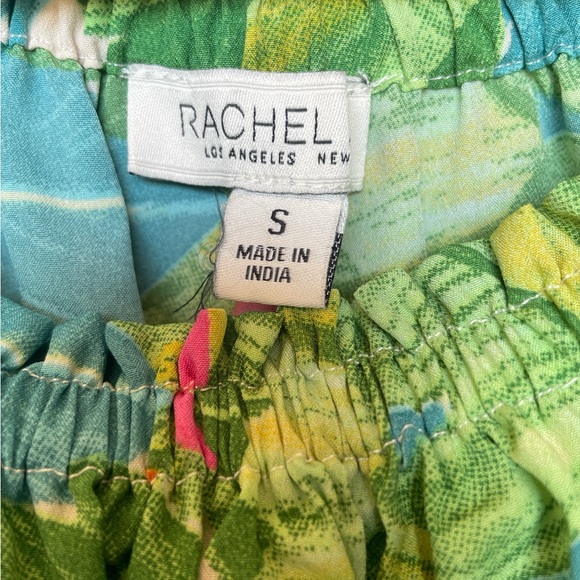 RACHEL
LOS ANGELES NEW
S
MADE IN
INDIA